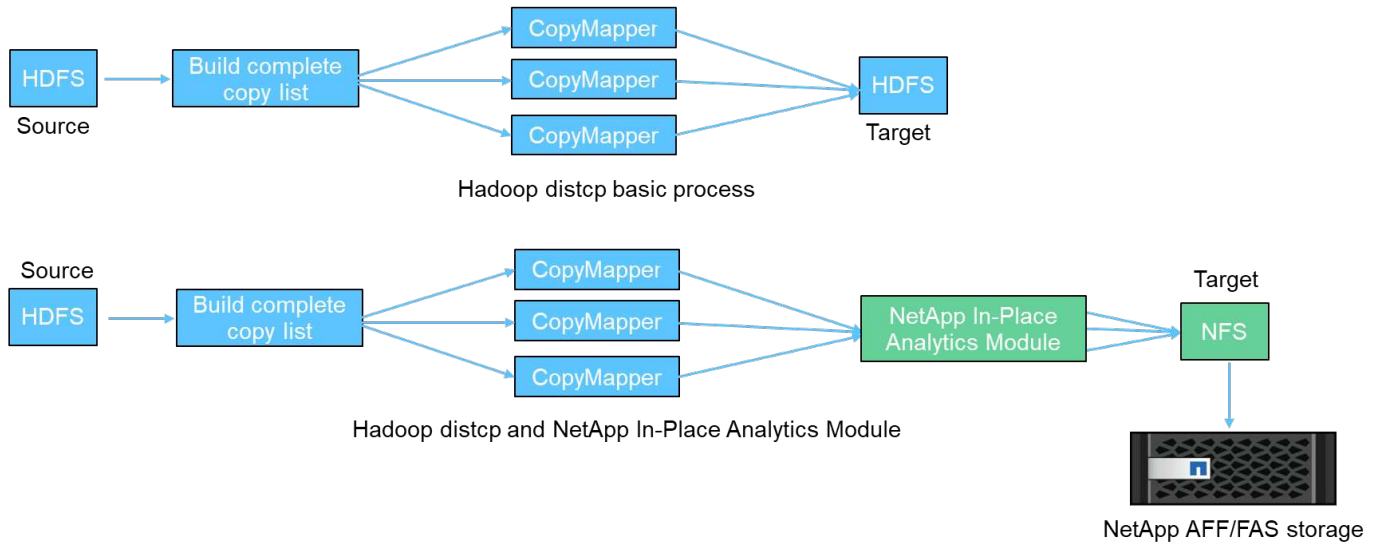 CopyMapper
HDFS
Build complete
copy list
CopyMapper
HDFS
Source
CopyMapper
Target
Hadoop distcp basic process
Source
CopyMapper
Target
HDFS
Build complete
copy list
CopyMapper
NetApp In-Place
Analytics Module
NFS
CopyMapper
Hadoop distcp and NetApp In-Place Analytics Module
NetApp AFF/FAS storage